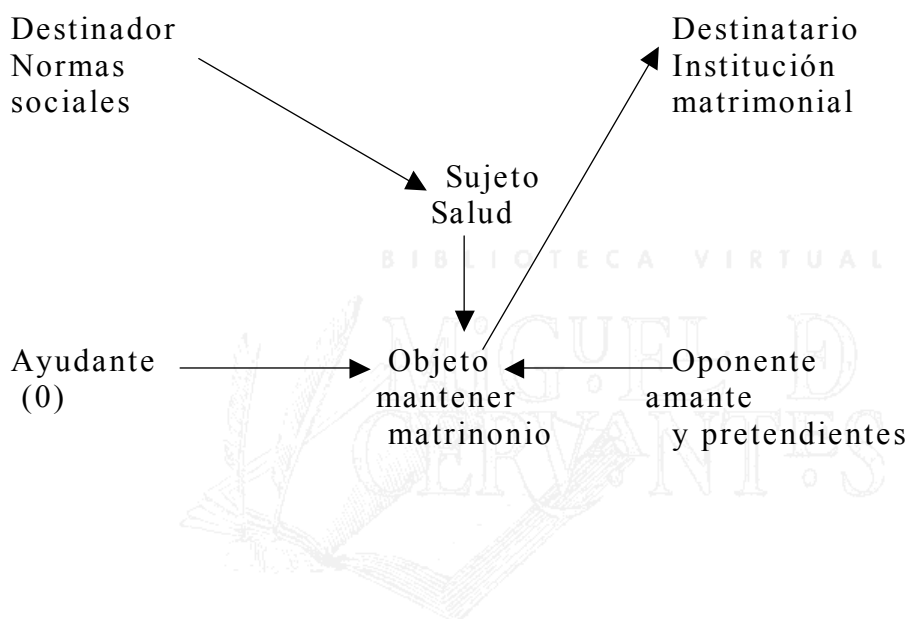 Destinador
Normas
sociales
Destinatario
Institución
matrimonial
Sujeto
Salud
BIBLIOTECA VIRTUAL
MIGUEL D
CERVANTES
Ayudante
(0)
Objeto
mantener
matrinonio
Oponente
amante
y pretendientes